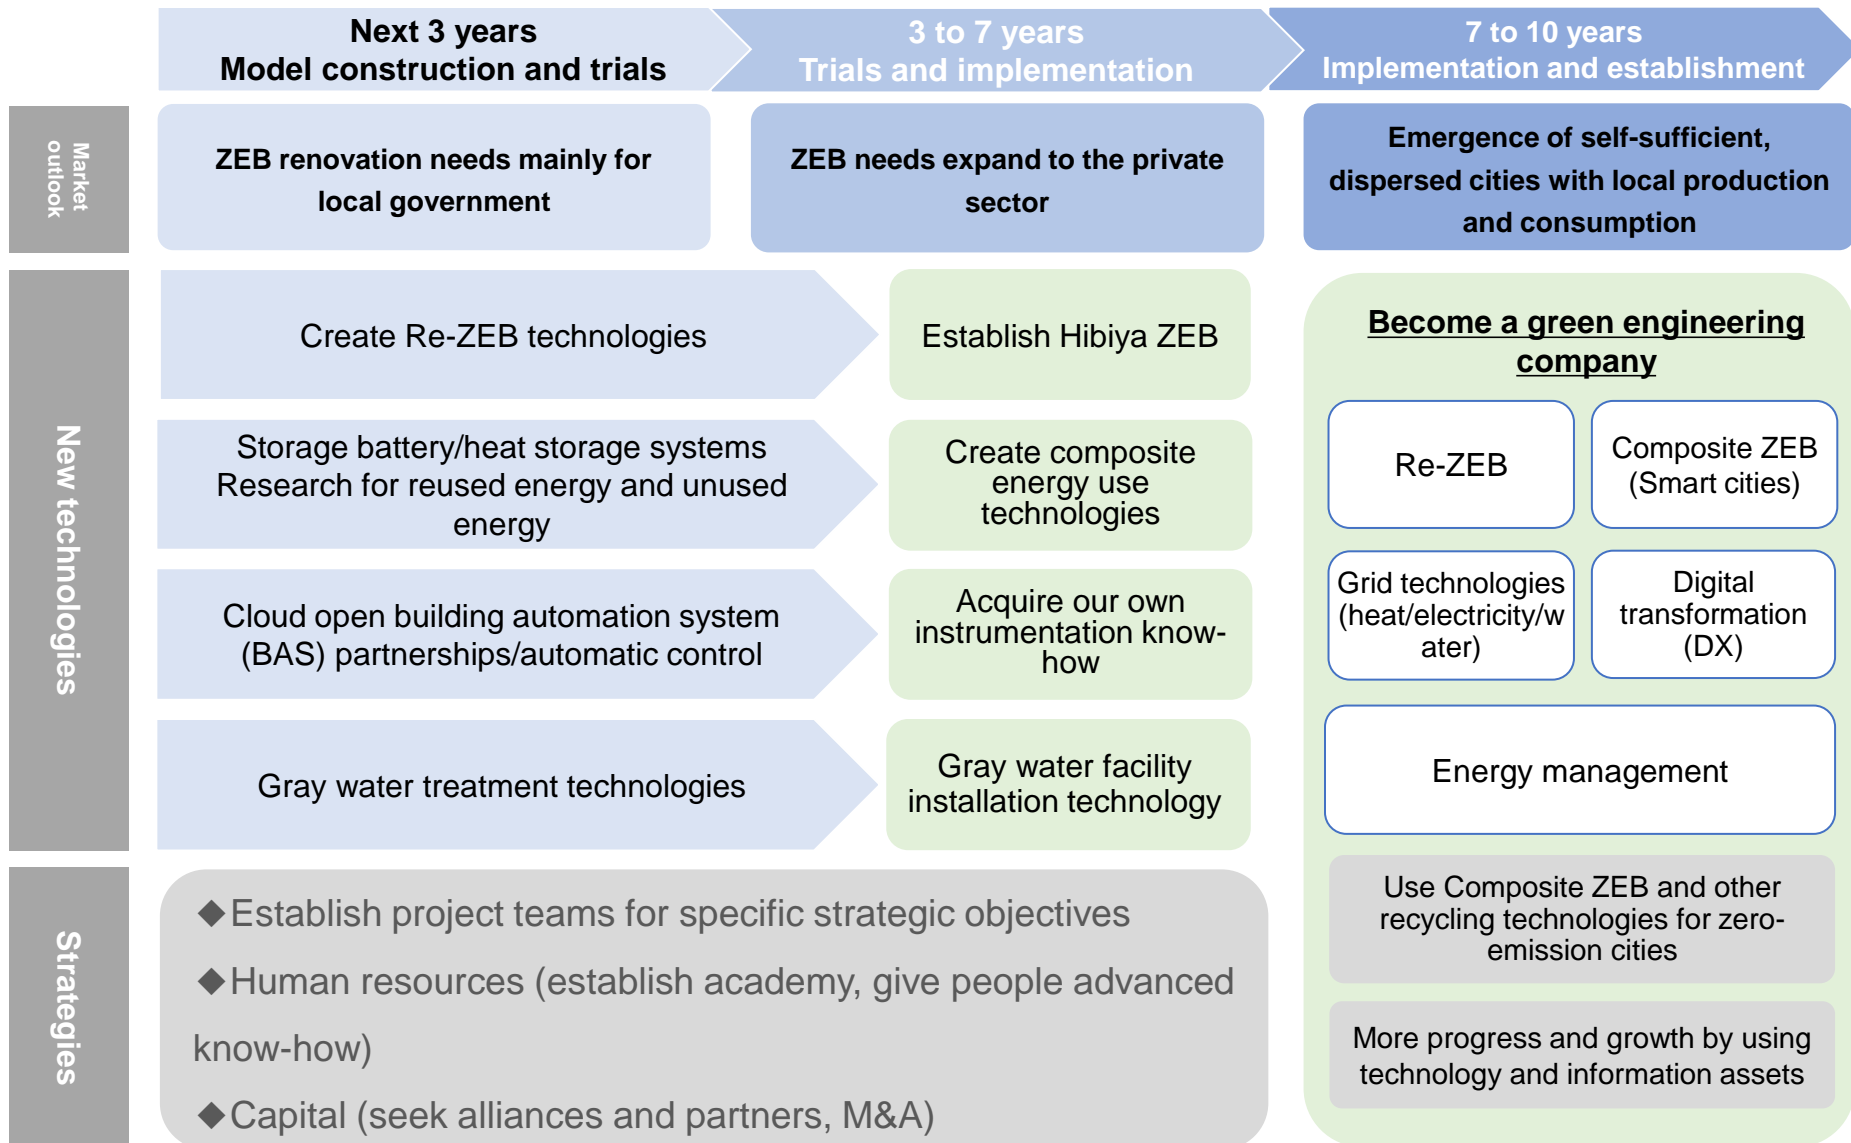 Next 3 years
Model construction and trials
3 to 7 years
Trials and implementation
7 to 10 years
Implementation and establishment
Market
outlook
ZEB renovation needs mainly for
local government
ZEB needs expand to the private
sector
Emergence of self-sufficient,
dispersed cities with local production
and consumption
New technologies
Create Re-ZEB technologies
Establish Hibiya ZEB
Storage battery/heat storage systems
Research for reused energy and unused
energy
Create composite
energy use
technologies
Cloud open building automation system
(BAS) partnerships/automatic control
Acquire our own
instrumentation know-
how
Gray water treatment technologies
Gray water facility
installation technology
Become a green engineering
company
Re-ZEB
Composite ZEB
(Smart cities)
Grid technologies
(heat/electricity/w
ater)
Digital
transformation
(DX)
Energy management
Strategies
◆Establish project teams for specific strategic objectives
◆Human resources (establish academy, give people advanced
know-how)
◆Capital (seek alliances and partners, M&A)
Use Composite ZEB and other
recycling technologies for zero-
emission cities
More progress and growth by using
technology and information assets